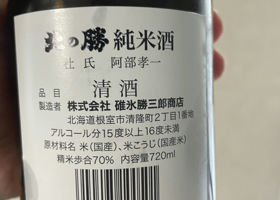 北の勝 純米酒
杜氏 阿部孝一
品目 清酒
製造者 株式会社 碓氷勝三郎商店
北海道根室市清隆町2丁目1番地
アルコール分15度以上16度未満
原材料名 米(国産)、米こうじ(国産米)
精米歩合70% 内容量720ml